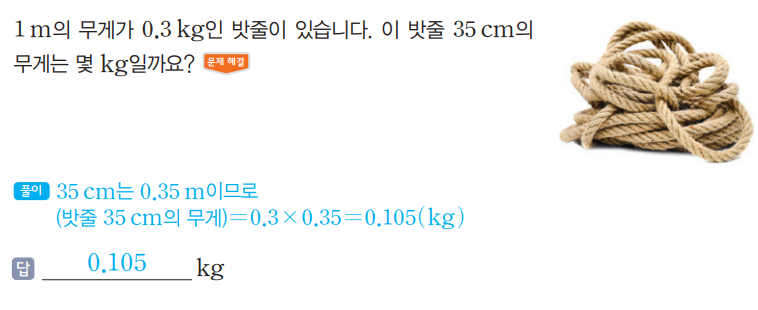 1 m의 무게가 0.3 kg인 밧줄이 있습니다. 이 밧줄 35 cm의
무게는 몇 kg일까요? 문제 해결
풀이 35 cm는 0.35 m이므로
(밧줄 35 cm의 무게)=0.3×0.35=0.105(kg)
답 0.105 kg